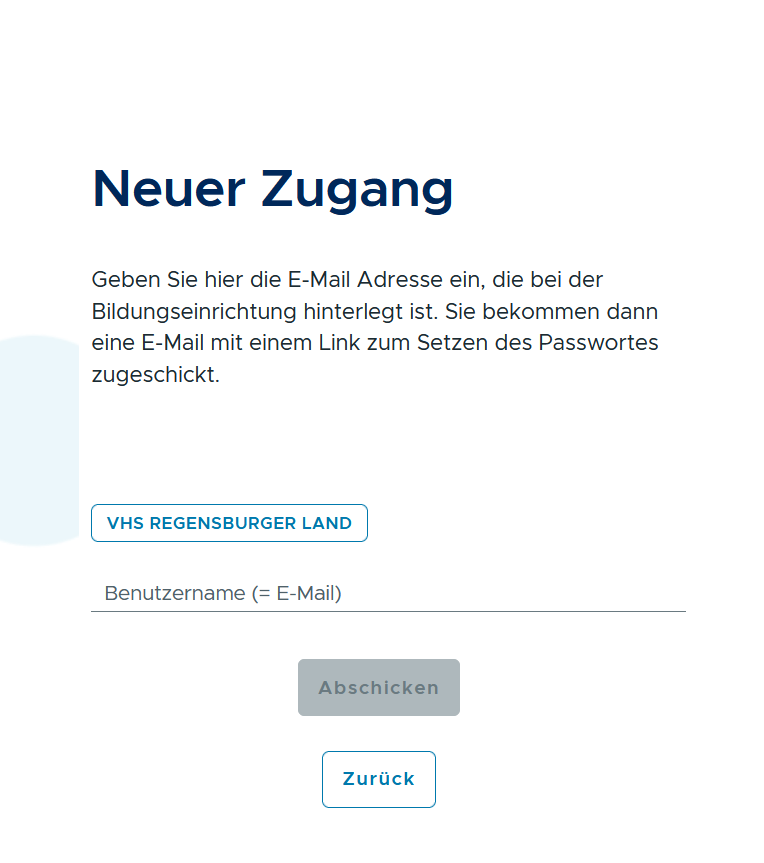 Neuer Zugang
Geben Sie hier die E-Mail Adresse ein, die bei der
Bildungseinrichtung hinterlegt ist. Sie bekommen dann
eine E-Mail mit einem Link zum Setzen des Passwortes
zugeschickt.
VHS REGENSBURGER LAND
Benutzername (= E-Mail)
Abschicken
Zurück